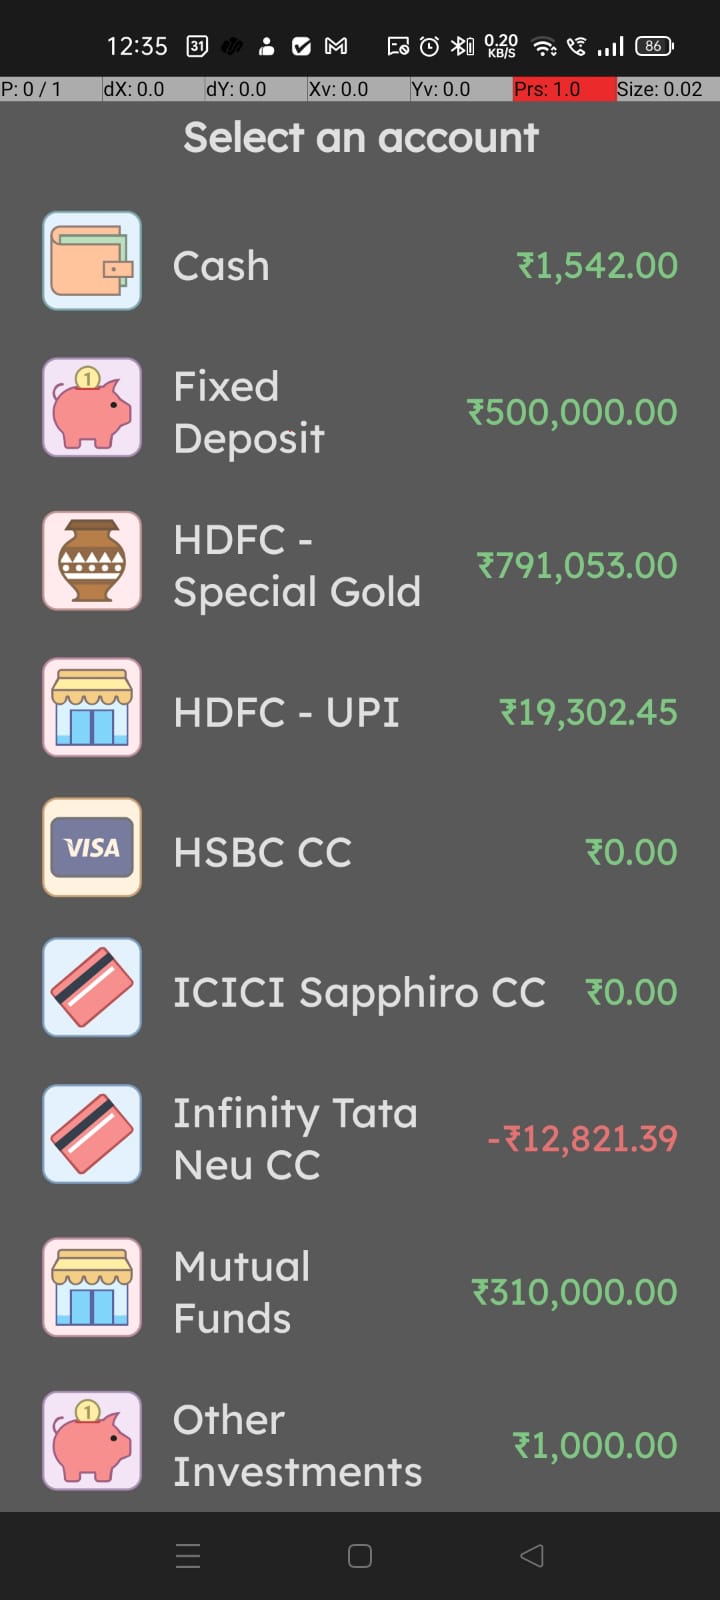 12:35 31 0.20 KB/S 86
P: 0 / 1 dX: 0.0 dY: 0.0 Xv: 0.0 Yv: 0.0 Prs: 1.0 Size: 0.02
Select an account
Cash ₹1,542.00
1
Fixed
Deposit
₹500,000.00
HDFC -
Special Gold
₹791,053.00
HDFC - UPI ₹19,302.45
VISA HSBC CC ₹0.00
ICICI Sapphiro CC ₹0.00
Infinity Tata
Neu CC
-₹12,821.39
Mutual
Funds
₹310,000.00
1
Other
Investments
₹1,000.00